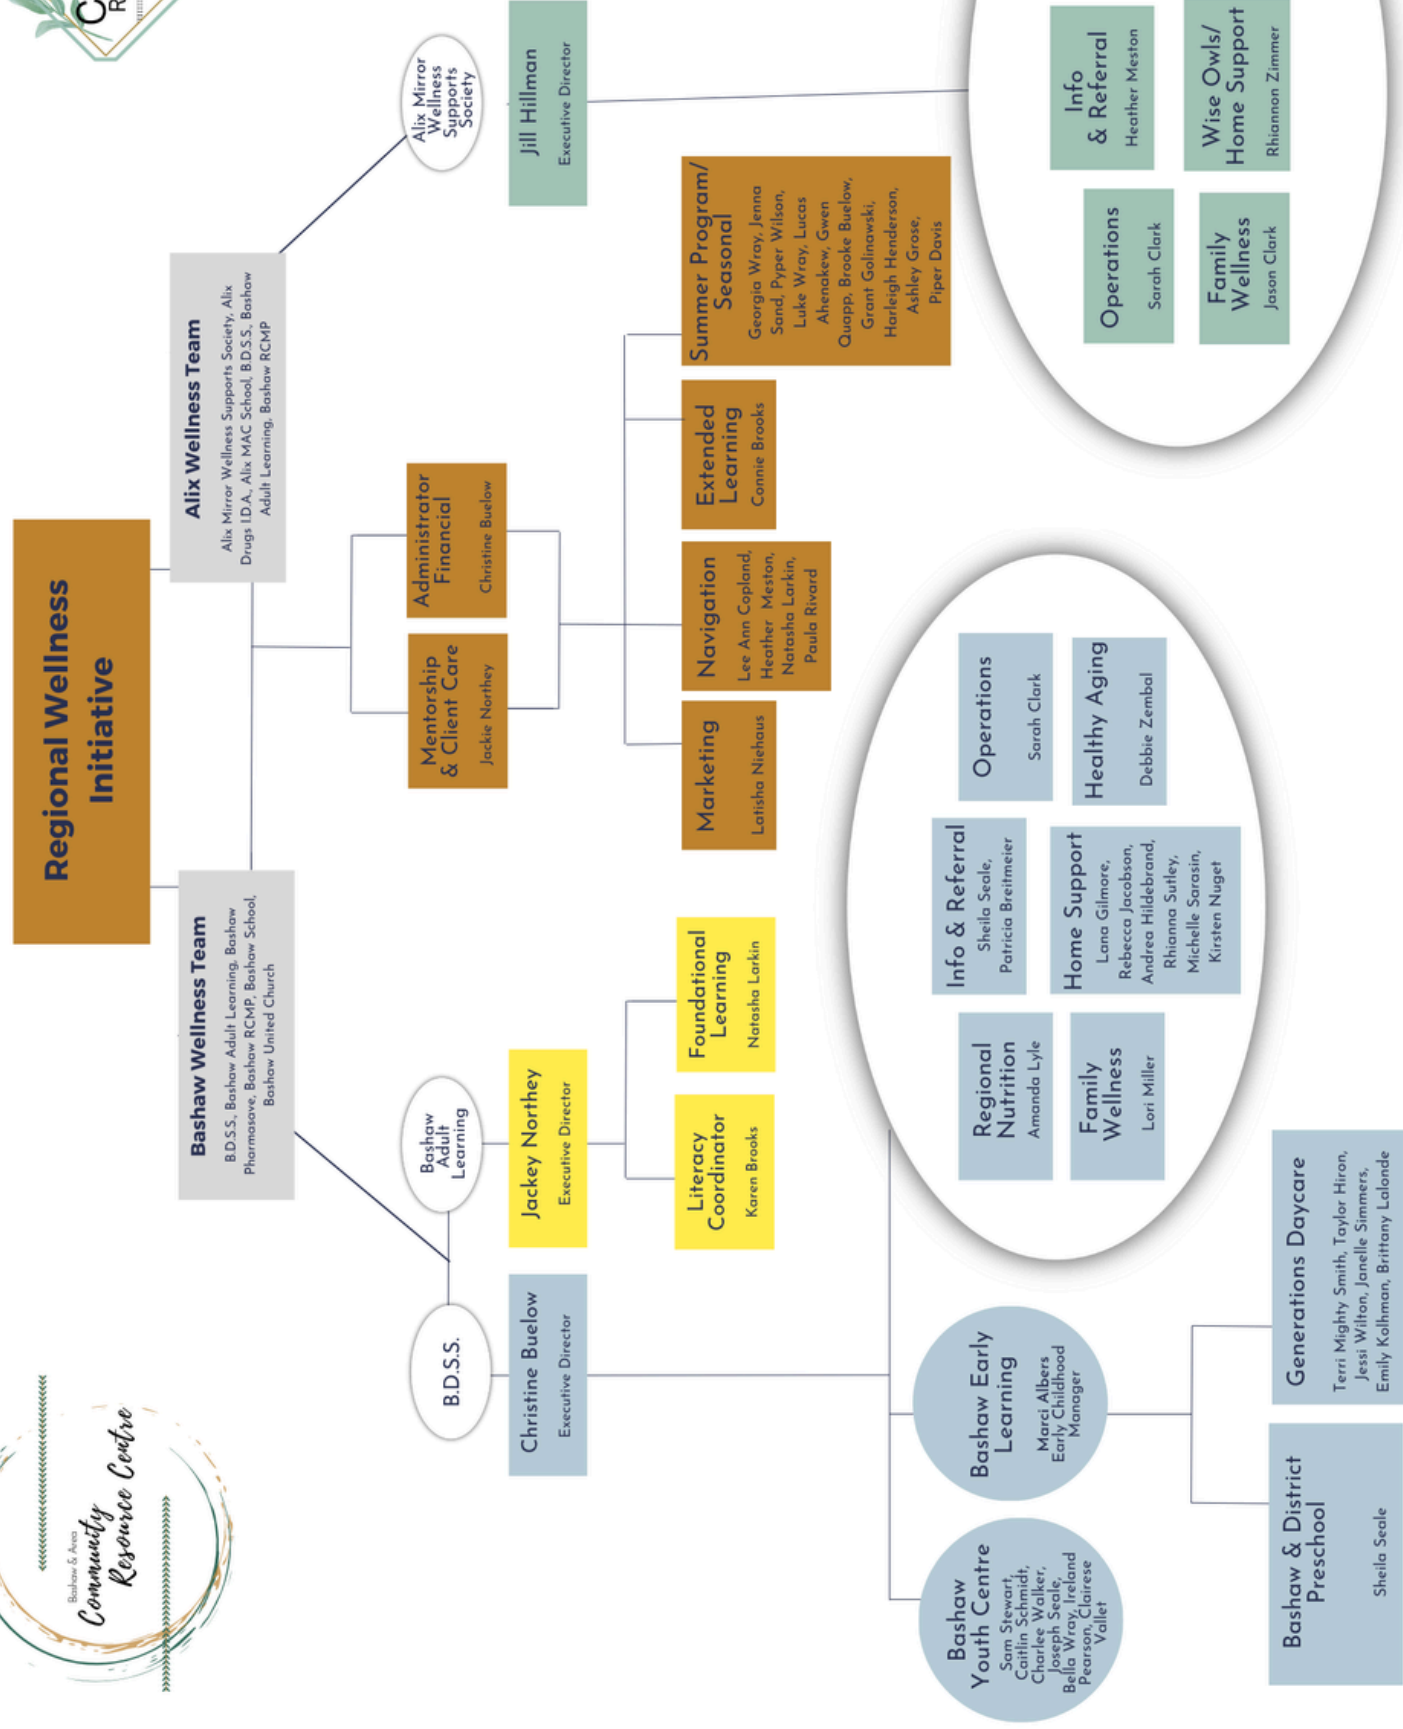 Bashaw & Area
Community
Resource Centre
Regional Wellness
Initiative
Bashaw Wellness Team
B.D.S.S., Bashaw Adult Learning, Bashaw
Pharmasave, Bashaw RCMP, Bashaw School,
Bashaw United Church
Alix Wellness Team
Alix Mirror Wellness Supports Society, Alix
Drugs I.D.A., Alix MAC School, B.D.S.S., Bashaw
Adult Learning, Bashaw RCMP
B.D.S.S.
Bashaw
Adult
Learning
Alix Mirror
Wellness
Supports
Society
Christine Buelow
Executive Director
Jackey Northey
Executive Director
Mentorship
& Client Care
Jackie Northey
Administrator
Financial
Christine Buelow
Jill Hillman
Executive Director
Literacy
Coordinator
Karen Brooks
Foundational
Learning
Natasha Larkin
Marketing
Latisha Niehaus
Navigation
Lee Ann Copland,
Heather Meston,
Natasha Larkin,
Paula Rivard
Extended
Learning
Connie Brooks
Summer Program/
Seasonal
Georgia Wray, Jenna
Sand, Pyper Wilson,
Luke Wray, Lucas
Ahenakew, Gwen
Quapp, Brooke Buelow,
Grant Golinawski,
Harleigh Henderson,
Ashley Grose,
Piper Davis
Bashaw
Youth Centre
Sam Stewart,
Caitlin Schmidt,
Charlee Walker,
Joseph Seale,
Bella Wray, Ireland
Pearson, Clairese
Vallet
Bashaw Early
Learning
Marci Albers
Early Childhood
Manager
Regional
Nutrition
Amanda Lyle
Info & Referral
Sheila Seale,
Patricia Breitmeier
Operations
Sarah Clark
Family
Wellness
Lori Miller
Home Support
Lana Gilmore,
Rebecca Jacobson,
Andrea Hildebrand,
Rhianna Sutley,
Michelle Sarasin,
Kirsten Nuget
Healthy Aging
Debbie Zembal
Operations
Sarah Clark
Info
& Referral
Heather Meston
Family
Wellness
Jason Clark
Wise Owls/
Home Support
Rhiannon Zimmer
Bashaw & District
Preschool
Sheila Seale
Generations Daycare
Terri Mighty Smith, Taylor Hiron,
Jessi Wilton, Janelle Simmers,
Emily Kolhman, Brittany Lalonde